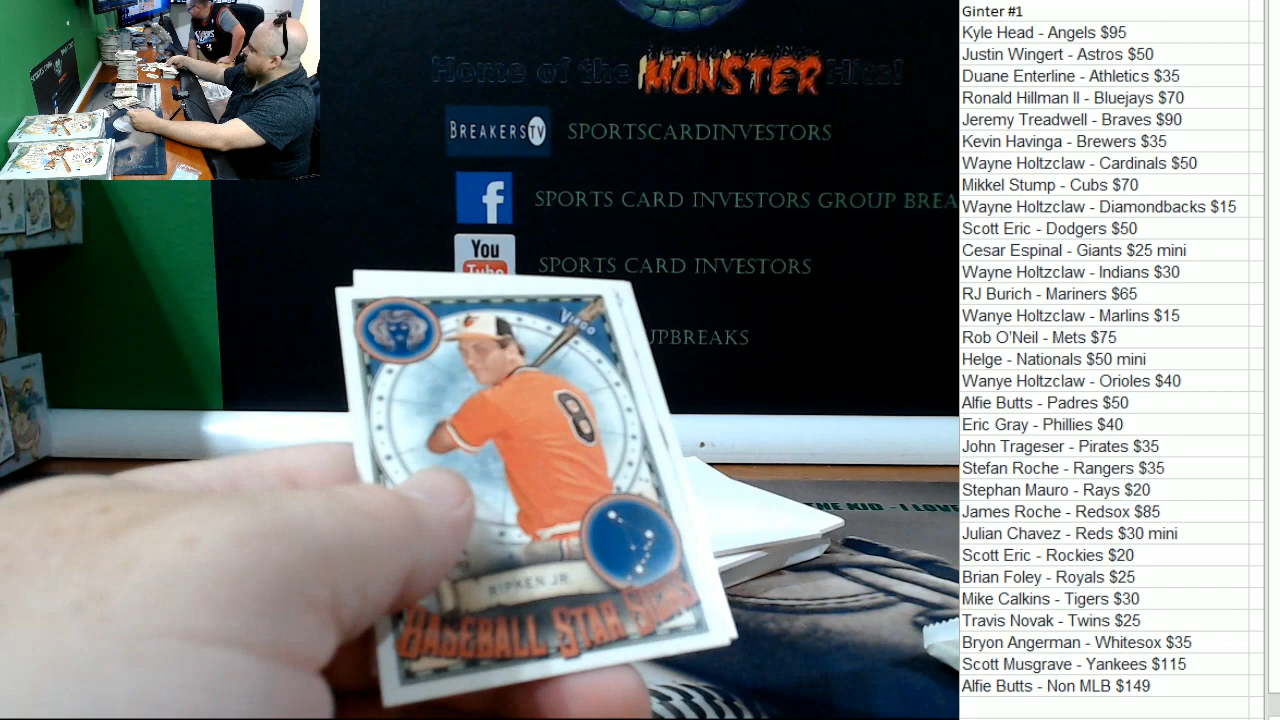 Home of the MONSTER Hits!
BREAKERS TV SPORTSCARDINVESTORS
f SPORTS CARD INVESTORS GROUP BREA
You Tube SPORTS CARD INVESTORS
UPBREAKS
VIRGO
8
RIPKEN JR.
BASEBALL STAR SIGNS
THE KID - I LOVE
Ginter #1
Kyle Head - Angels $95
Justin Wingert - Astros $50
Duane Enterline - Athletics $35
Ronald Hillman ll - Bluejays $70
Jeremy Treadwell - Braves $90
Kevin Havinga - Brewers $35
Wayne Holtzclaw - Cardinals $50
Mikkel Stump - Cubs $70
Wayne Holtzclaw - Diamondbacks $15
Scott Eric - Dodgers $50
Cesar Espinal - Giants $25 mini
Wayne Holtzclaw - Indians $30
RJ Burich - Mariners $65
Wanye Holtzclaw - Marlins $15
Rob O'Neil - Mets $75
Helge - Nationals $50 mini
Wanye Holtzclaw - Orioles $40
Alfie Butts - Padres $50
Eric Gray - Phillies $40
John Trageser - Pirates $35
Stefan Roche - Rangers $35
Stephan Mauro - Rays $20
James Roche - Redsox $85
Julian Chavez - Reds $30 mini
Scott Eric - Rockies $20
Brian Foley - Royals $25
Mike Calkins - Tigers $30
Travis Novak - Twins $25
Bryon Angerman - Whitesox $35
Scott Musgrave - Yankees $115
Alfie Butts - Non MLB $149